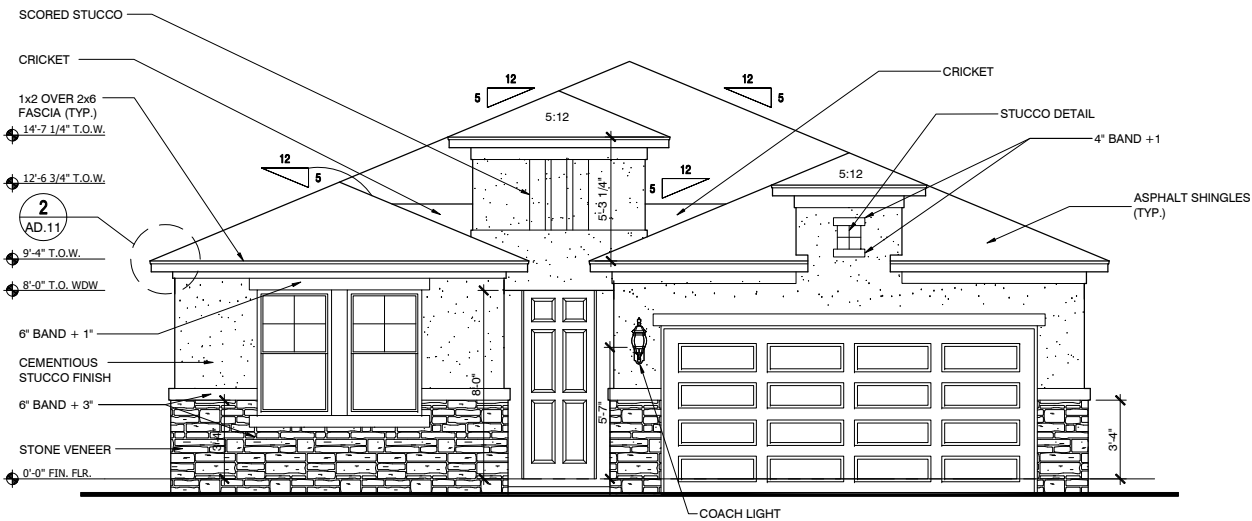 SCORED STUCCO
CRICKET
1x2 OVER 2x6
FASCIA (TYP.)
14'-7 1/4" T.O.W.
12'-6 3/4" T.O.W.
2
AD.11
9'-4" T.O.W.
8'-0" T.O. WDW
6" BAND + 1"
CEMENTIOUS
STUCCO FINISH
6" BAND + 3"
STONE VENEER
0'-0" FIN. FLR.
12
5
12
5
5:12
12
5
12
5
5:12
5'-3 1/4"
8'-0"
5'-7"
3'-4"
3'-4"
CRICKET
STUCCO DETAIL
4" BAND +1
ASPHALT SHINGLES
(TYP.)
COACH LIGHT